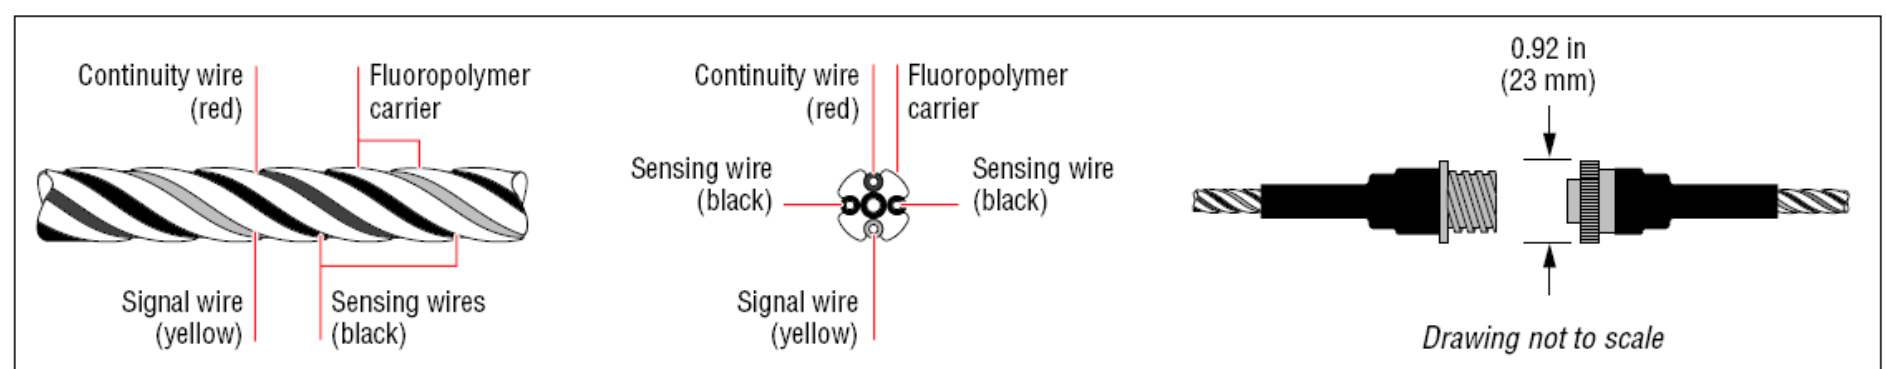 Continuity wire
(red)
Fluoropolymer
carrier
Signal wire
(yellow)
Sensing wires
(black)
Continuity wire
(red)
Fluoropolymer
carrier
Sensing wire
(black)
Sensing wire
(black)
Signal wire
(yellow)
0.92 in
(23 mm)
Drawing not to scale